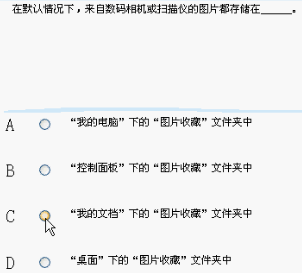 在默认情况下，来自数码相机或扫描仪的图片都存储在______。
A “我的电脑”下的“图片收藏”文件夹中
B “控制面板”下的“图片收藏”文件夹中
C “我的文档”下的“图片收藏”文件夹中
D “桌面”下的“图片收藏”文件夹中